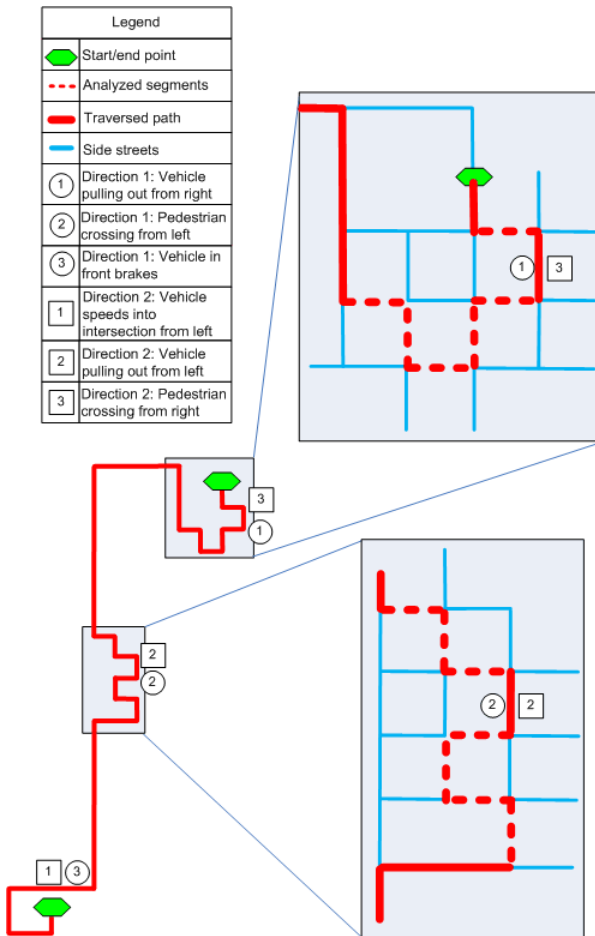 Legend
Start/end point
Analyzed segments
Traversed path
Side streets
1
Direction 1: Vehicle
pulling out from right
2
Direction 1: Pedestrian
crossing from left
3
Direction 1: Vehicle in
front brakes
1
Direction 2: Vehicle
speeds into
intersection from left
2
Direction 2: Vehicle
pulling out from left
3
Direction 2: Pedestrian
crossing from right
1 3
3
1
2
2
2 2
1 3